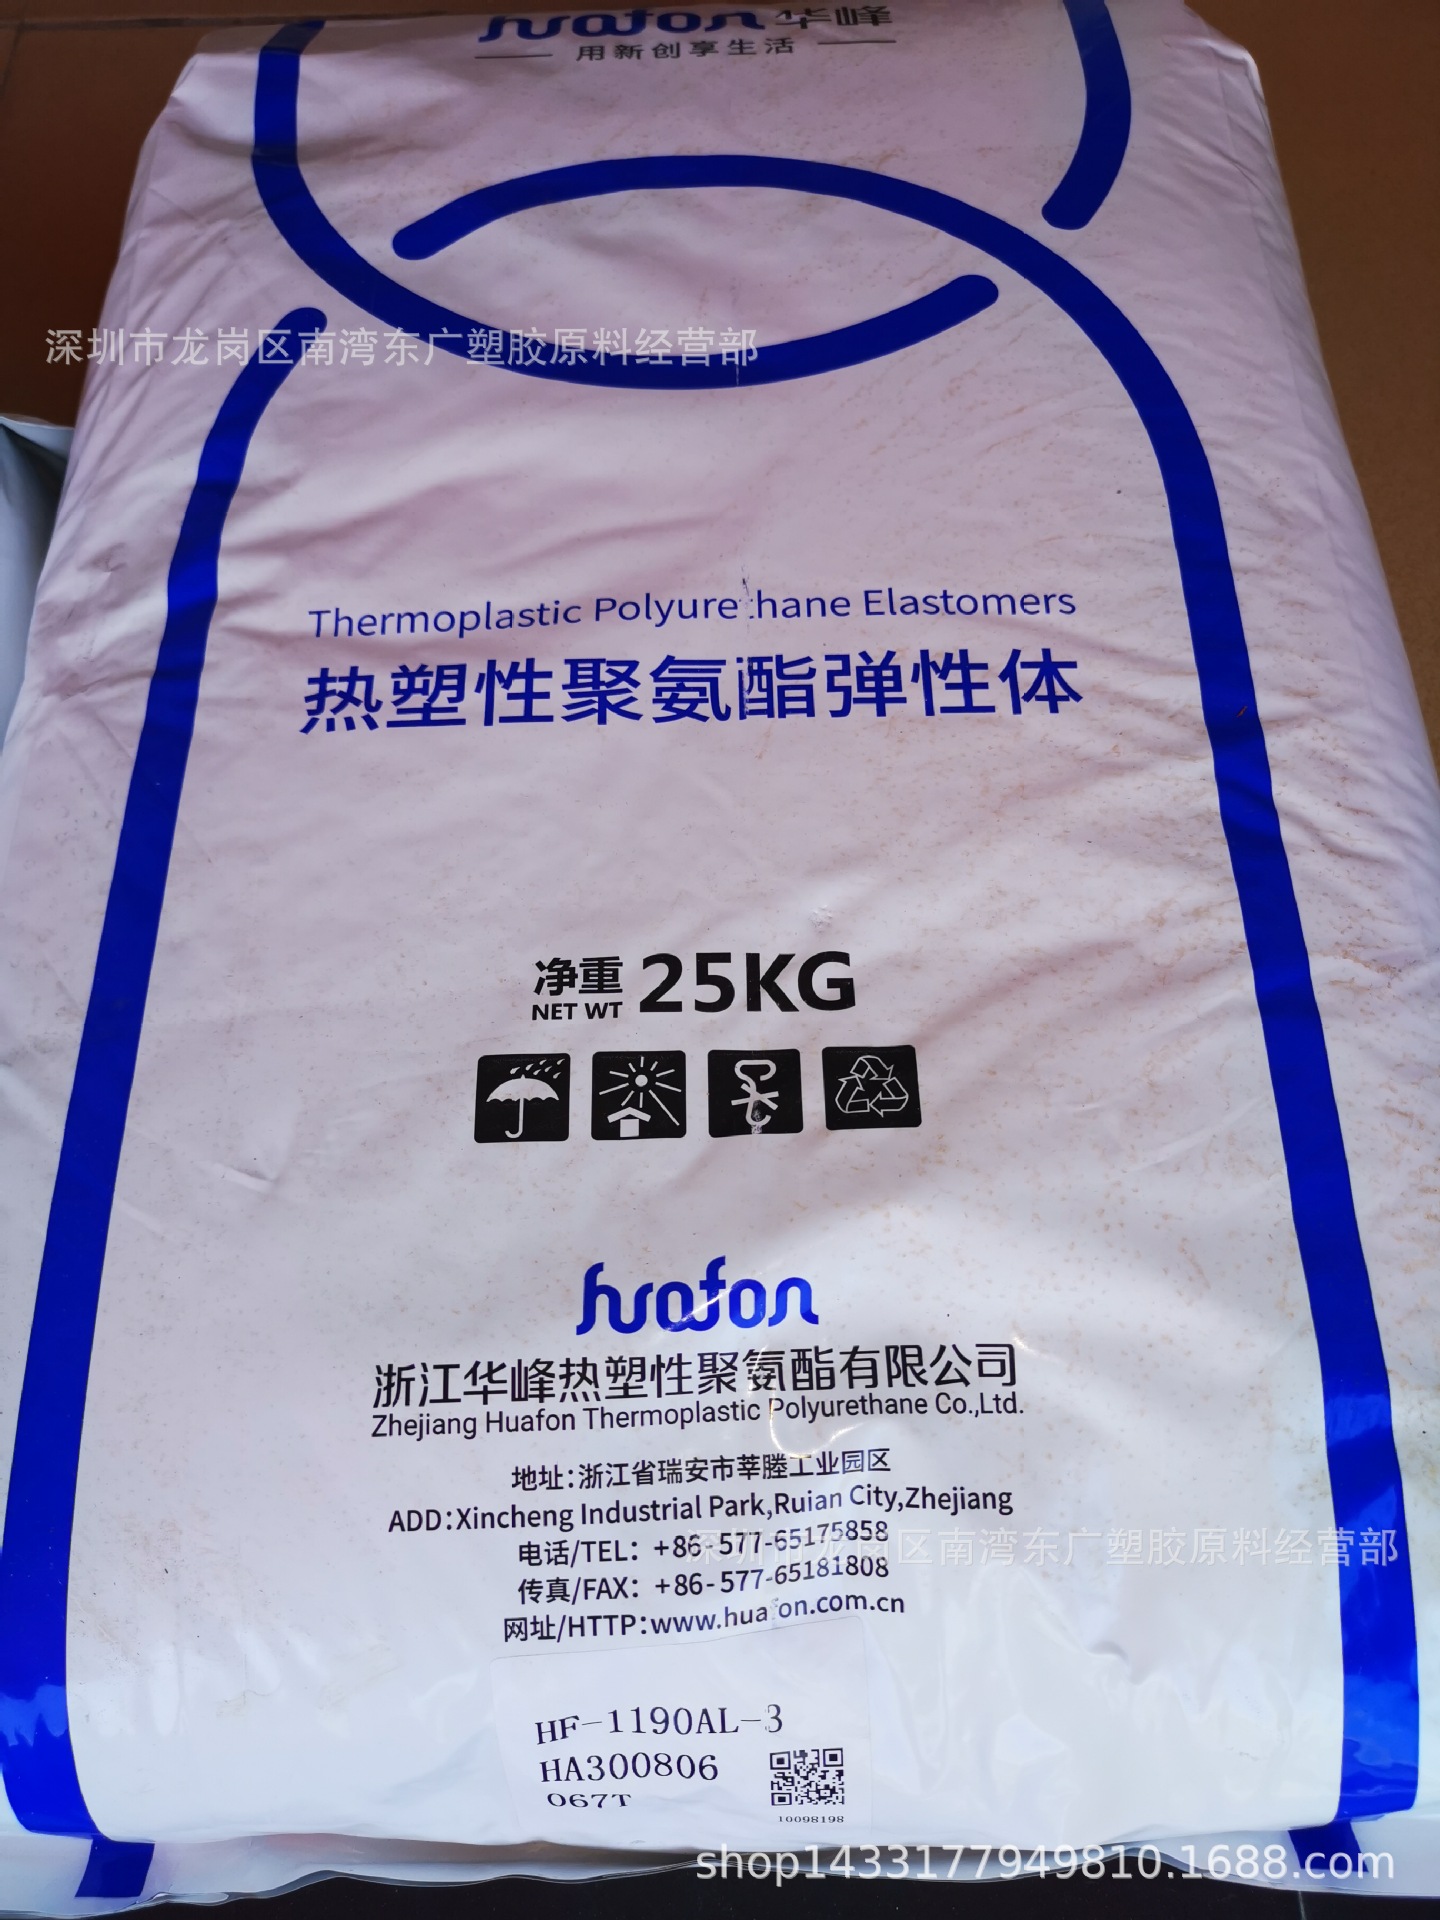 huafon 华峰
用新创享生活
深圳市龙岗区南湾东广塑胶原料经营部
Thermoplastic Polyurethane Elastomers
热塑性聚氨酯弹性体
净重 25KG
NET WT
huafon
浙江华峰热塑性聚氨酯有限公司
Zhejiang Huafon Thermoplastic Polyurethane Co.,Ltd.
地址:浙江省瑞安市莘塍工业园区
ADD:Xincheng Industrial Park,Ruian City,Zhejiang
电话/TEL: +86-577-65175858
深圳市龙岗区南湾东广塑胶原料经营部
传真/FAX: +86-577-65181808
网址/HTTP:www.huafon.com.cn
HF-1190AL-3
HA300806
067T
10098198
shop1433177949810.1688.com